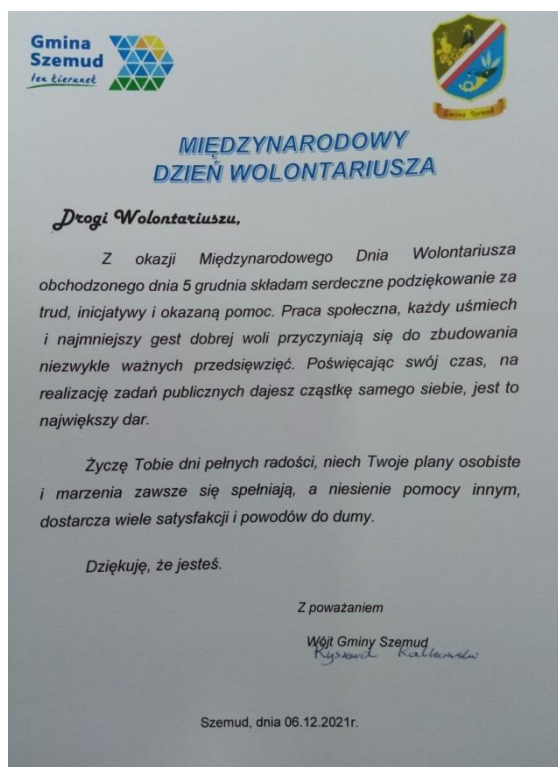 Gmina
Szemud
ten kierunek
Gmina Szemud
MIĘDZYNARODOWY
DZIEŃ WOLONTARIUSZA
Drogi Wolontariuszu,
Z okazji Międzynarodowego Dnia Wolontariusza
obchodzonego dnia 5 grudnia składam serdeczne podziękowanie za
trud, inicjatywy i okazaną pomoc. Praca społeczna, każdy uśmiech
i najmniejszy gest dobrej woli przyczyniają się do zbudowania
niezwykle ważnych przedsięwzięć. Poświęcając swój czas, na
realizację zadań publicznych dajesz cząstkę samego siebie, jest to
największy dar.
Życzę Tobie dni pełnych radości, niech Twoje plany osobiste
i marzenia zawsze się spełniają, a niesienie pomocy innym,
dostarcza wiele satysfakcji i powodów do dumy.
Dziękuję, że jesteś.
Z poważaniem
Wójt Gminy Szemud
Ryszard Kalkowski
Szemud, dnia 06.12.2021r.